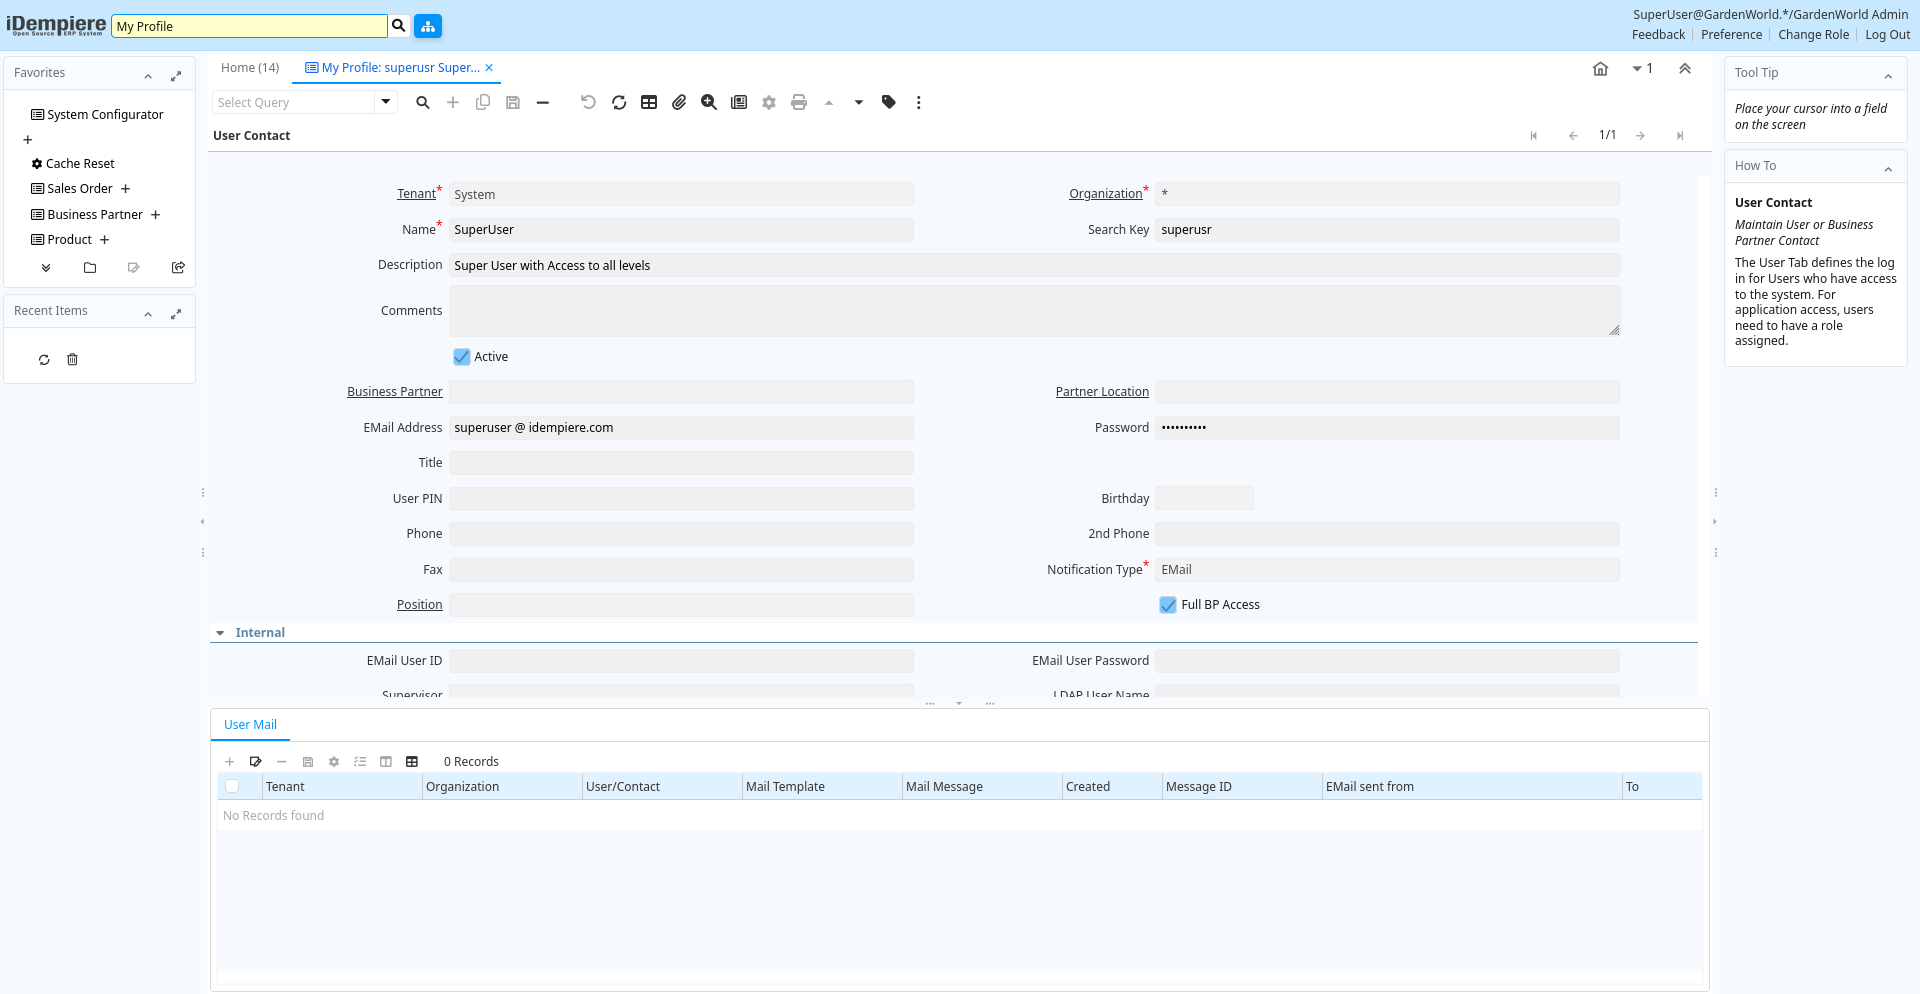 iDempiere
Open Source ERP System
My Profile
SuperUser@GardenWorld.*/GardenWorld Admin
Feedback
Preference
Change Role
Log Out
Favorites
System Configurator
Cache Reset
Sales Order
Business Partner
Product
Recent Items
Home (14)
My Profile: superusr Super...
1
Select Query
User Contact
1/1
Tenant* System
Organization* *
Name* SuperUser
Search Key superusr
Description Super User with Access to all levels
Comments
Active
Business Partner
Partner Location
EMail Address superuser @ idempiere.com
Password ••••••••••
Title
User PIN
Birthday
Phone
2nd Phone
Fax
Notification Type* EMail
Position
Full BP Access
Internal
EMail User ID
EMail User Password
Supervisor
LDAP User Name
User Mail
0 Records
Tenant Organization User/Contact Mail Template Mail Message Created Message ID EMail sent from To
No Records found
Tool Tip
Place your cursor into a field
on the screen
How To
User Contact
Maintain User or Business
Partner Contact
The User Tab defines the log
in for Users who have access
to the system. For
application access, users
need to have a role
assigned.